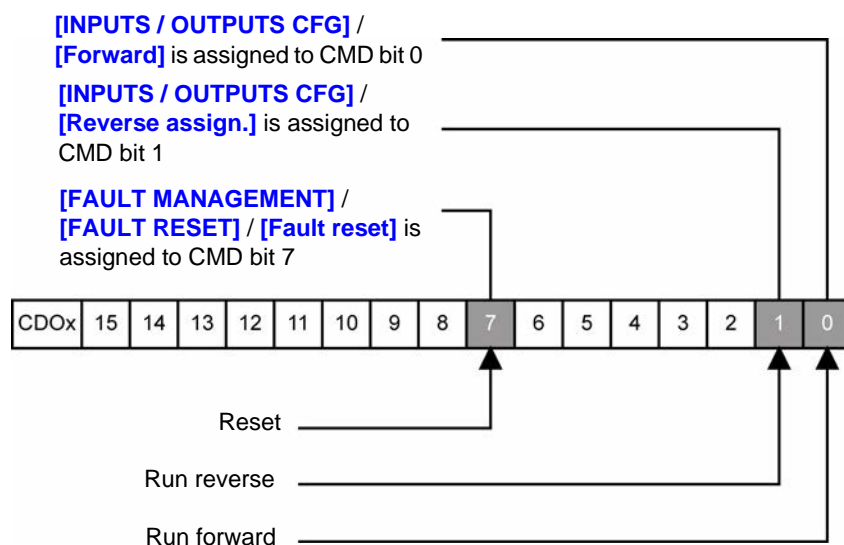 [INPUTS / OUTPUTS CFG] /
[Forward] is assigned to CMD bit 0
[INPUTS / OUTPUTS CFG] /
[Reverse assign.] is assigned to
CMD bit 1
[FAULT MANAGEMENT] /
[FAULT RESET] / [Fault reset] is
assigned to CMD bit 7
CDOx 15 14 13 12 11 10 9 8 7 6 5 4 3 2 1 0
Reset
Run reverse
Run forward